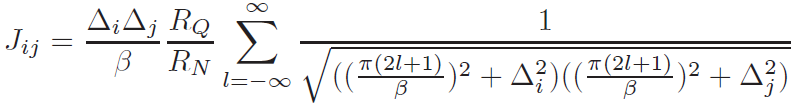 J_{ij} = \frac{\Delta_i \Delta_j}{\beta} \frac{R_Q}{R_N} \sum_{l=-\infty}^{\infty} \frac{1}{\sqrt{((\frac{\pi(2l+1)}{\beta})^2 + \Delta_i^2)((\frac{\pi(2l+1)}{\beta})^2 + \Delta_j^2)}}